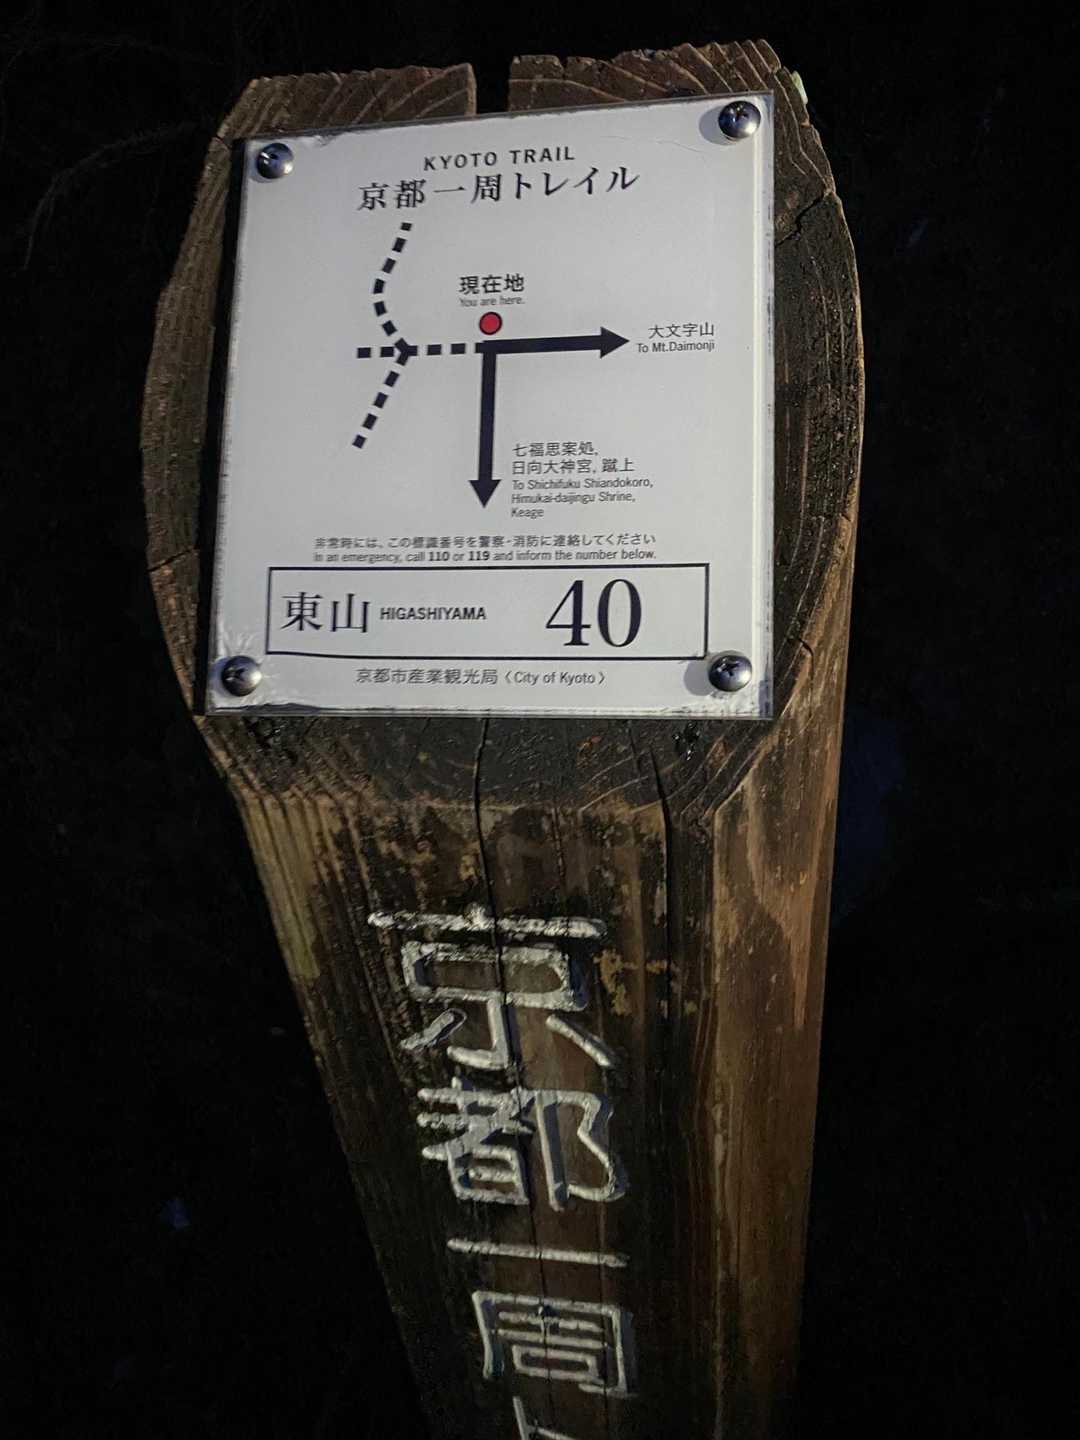 KYOTO TRAIL
京都一周トレイル
現在地
You are here.
大文字山
To Mt.Daimonji
七福思案処,
日向大神宮, 蹴上
To Shichifuku Shiandokoro,
Himukai-daijingu Shrine,
Keage
非常時には、この標識番号を警察・消防に連絡してください
In an emergency, call 110 or 119 and inform the number below.
東山 HIGASHIYAMA 40
京都市産業観光局〈City of Kyoto〉
京都一周ト